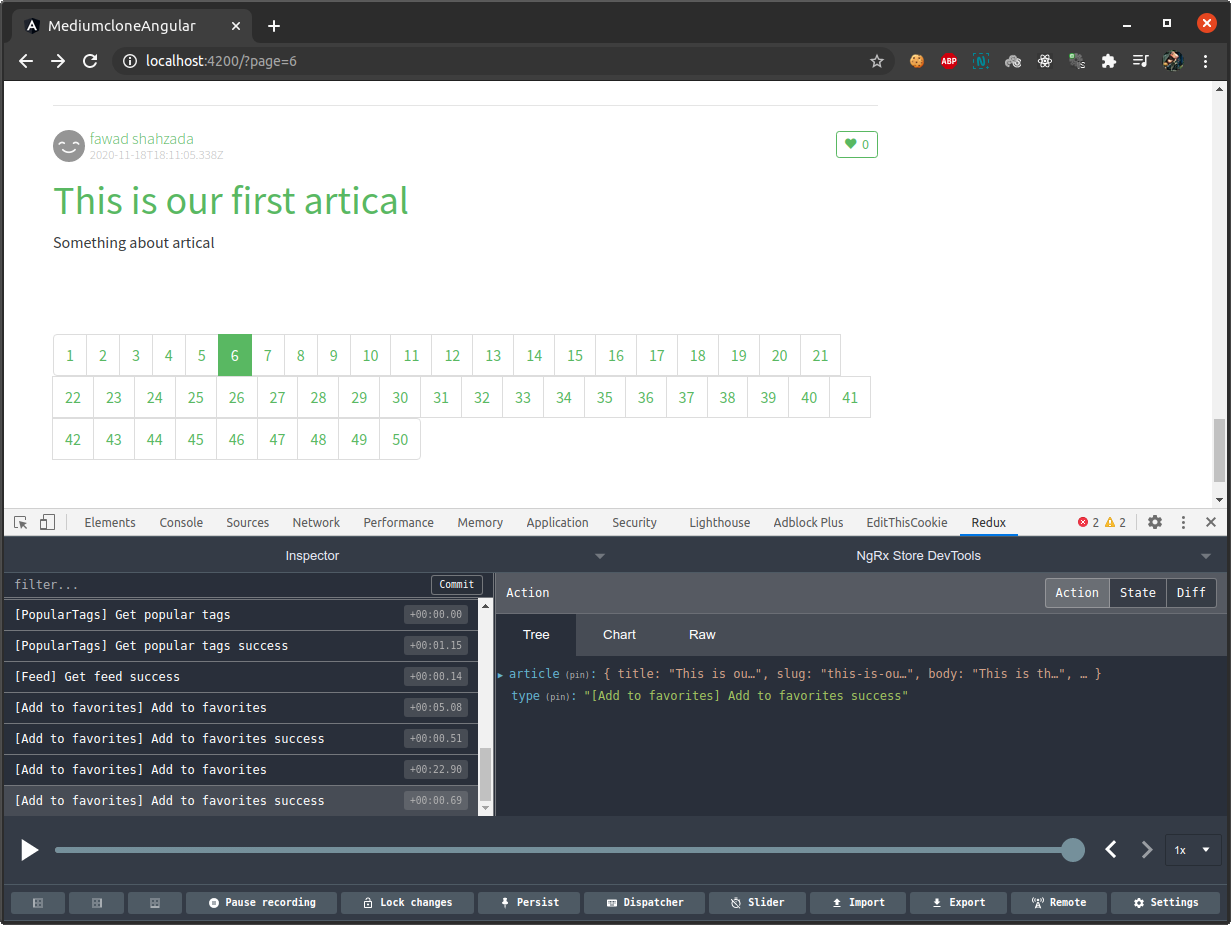 MediumcloneAngular
localhost:4200/?page=6
ABP
N
S
fawad shahzada
2020-11-18T18:11:05.338Z
0
This is our first artical
Something about artical
1 2 3 4 5 6 7 8 9 10 11 12 13 14 15 16 17 18 19 20 21
22 23 24 25 26 27 28 29 30 31 32 33 34 35 36 37 38 39 40 41
42 43 44 45 46 47 48 49 50
Elements Console Sources Network Performance Memory Application Security Lighthouse Adblock Plus EditThisCookie Redux 2 2
Inspector NgRx Store DevTools
filter... Commit
[PopularTags] Get popular tags +00:00.00
[PopularTags] Get popular tags success +00:01.15
[Feed] Get feed success +00:00.14
[Add to favorites] Add to favorites +00:05.08
[Add to favorites] Add to favorites success +00:00.51
[Add to favorites] Add to favorites +00:22.90
[Add to favorites] Add to favorites success +00:00.69
Action Action State Diff
Tree Chart Raw
article (pin): { title: "This is ou…", slug: "this-is-ou…", body: "This is th…", … }
type (pin): "[Add to favorites] Add to favorites success"
1x
Pause recording Lock changes Persist Dispatcher Slider Import Export Remote Settings